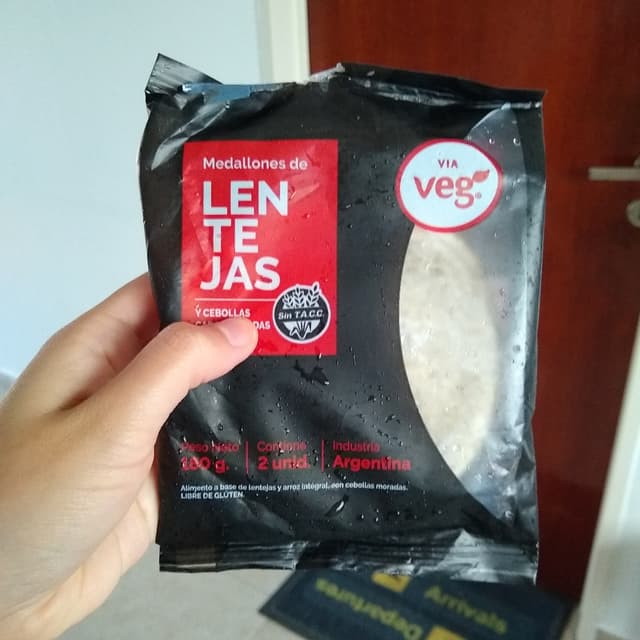 Medallones de
LEN
TE
JAS
Y CEBOLLAS
Sin T.A.C.C.
VIA
veg
Peso Neto
180 g.
Contiene
2 unid.
Industria
Argentina
Alimento a base de lentejas y arroz integral, con cebollas moradas.
LIBRE DE GLUTEN.
Arrivals
Departures